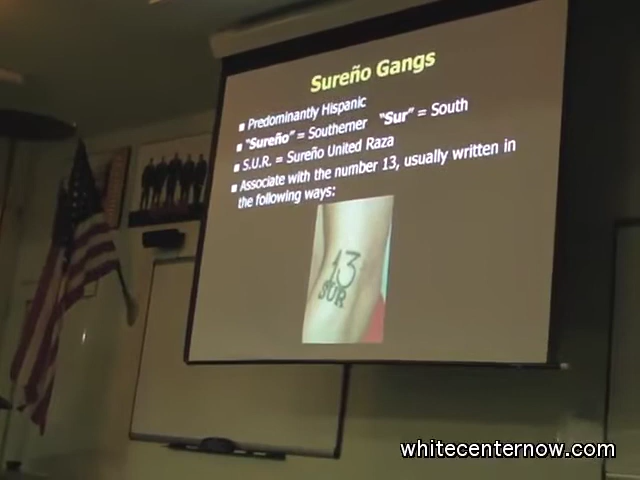 Sureño Gangs
▪ Predominantly Hispanic
▪ "Sureño" = Southerner "Sur" = South
▪ S.U.R. = Sureño United Raza
▪ Associate with the number 13, usually written in
the following ways:
13
SUR
whitecenternow.com